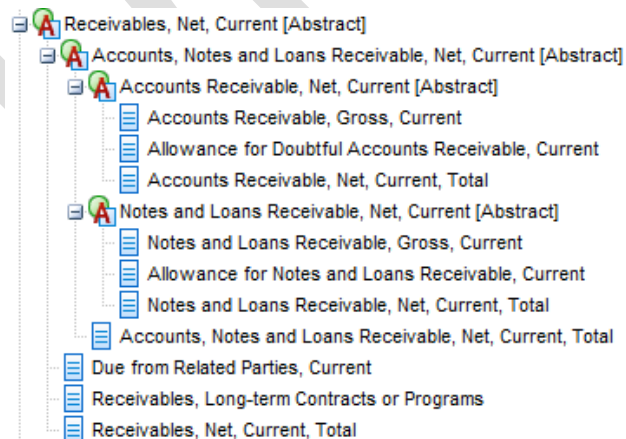 Receivables, Net, Current [Abstract]
Accounts, Notes and Loans Receivable, Net, Current [Abstract]
Accounts Receivable, Net, Current [Abstract]
Accounts Receivable, Gross, Current
Allowance for Doubtful Accounts Receivable, Current
Accounts Receivable, Net, Current, Total
Notes and Loans Receivable, Net, Current [Abstract]
Notes and Loans Receivable, Gross, Current
Allowance for Notes and Loans Receivable, Current
Notes and Loans Receivable, Net, Current, Total
Accounts, Notes and Loans Receivable, Net, Current, Total
Due from Related Parties, Current
Receivables, Long-term Contracts or Programs
Receivables, Net, Current, Total